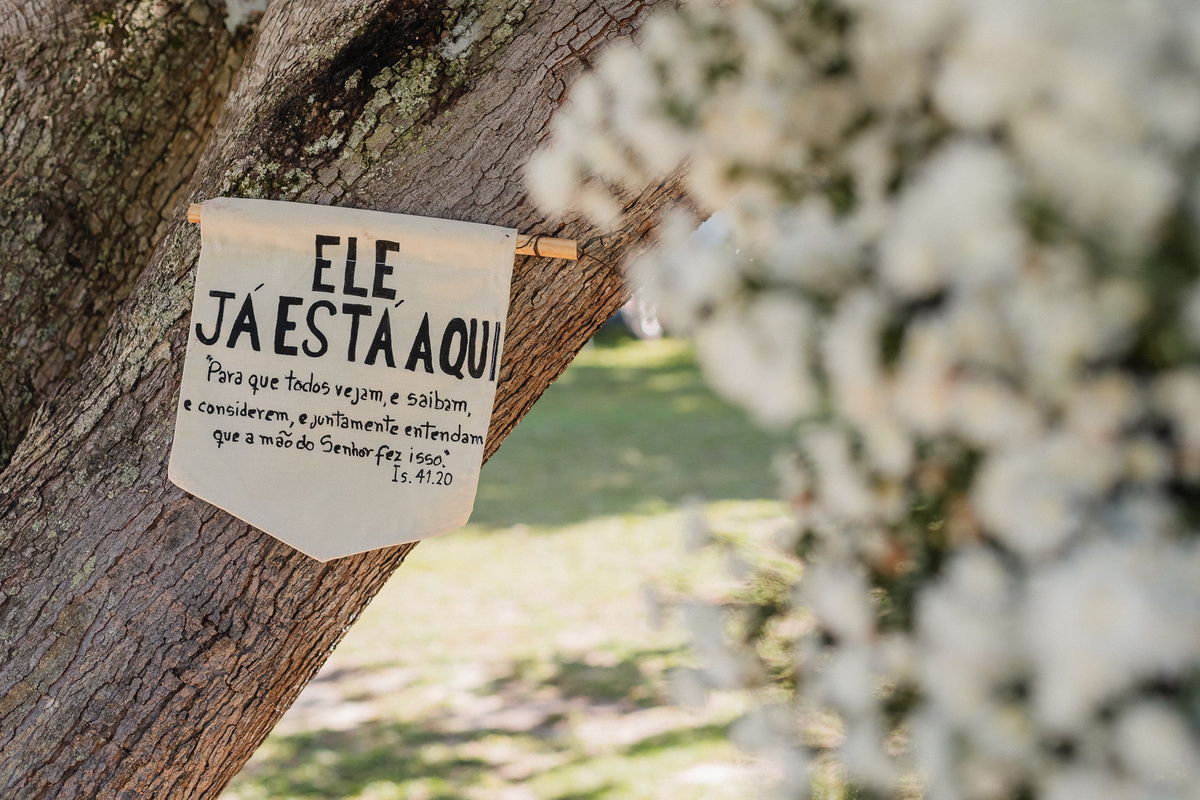 ELE
JÁ ESTÁ AQUI
"Para que todos vejam, e saibam,
e considerem, e juntamente entendam
que a mão do Senhor fez isso."
Is. 41.20